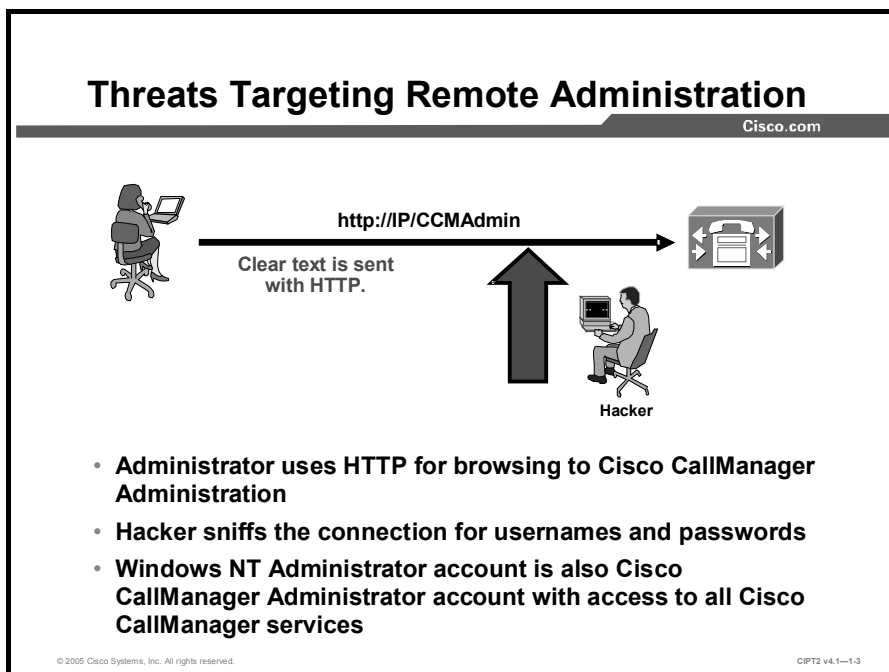 Threats Targeting Remote Administration
Cisco.com
http://IP/CCMAdmin
Clear text is sent
with HTTP.
Hacker
• Administrator uses HTTP for browsing to Cisco CallManager
Administration
• Hacker sniffs the connection for usernames and passwords
• Windows NT Administrator account is also Cisco
CallManager Administrator account with access to all Cisco
CallManager services
© 2005 Cisco Systems, Inc. All rights reserved.
CIPT2 v4.1—1-3